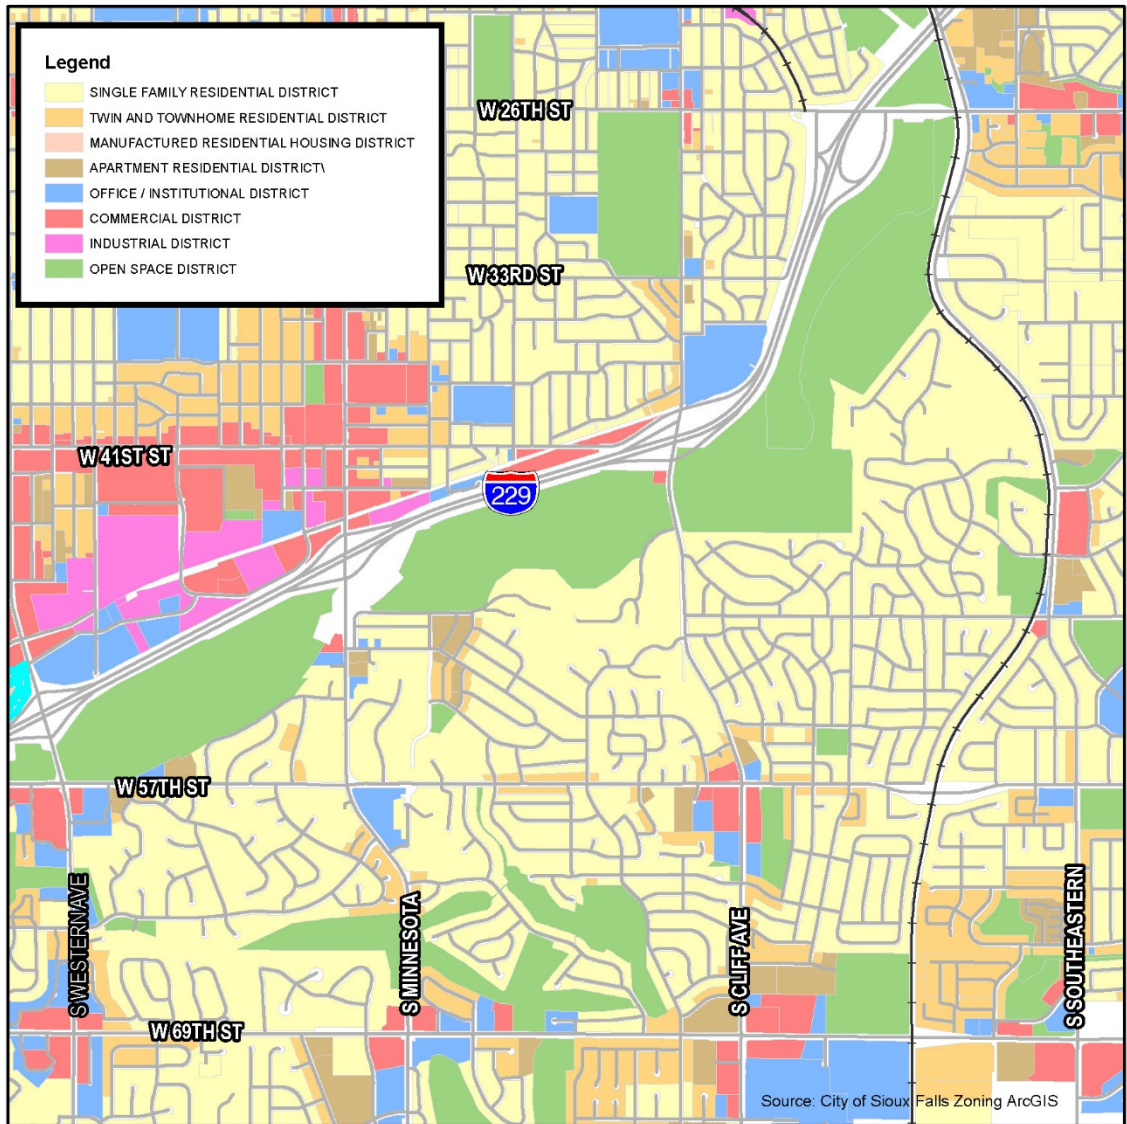 Legend
SINGLE FAMILY RESIDENTIAL DISTRICT
TWIN AND TOWNHOME RESIDENTIAL DISTRICT
MANUFACTURED RESIDENTIAL HOUSING DISTRICT
APARTMENT RESIDENTIAL DISTRICT\
OFFICE / INSTITUTIONAL DISTRICT
COMMERCIAL DISTRICT
INDUSTRIAL DISTRICT
OPEN SPACE DISTRICT
W 26TH ST
W 33RD ST
W 41ST ST
229
W 57TH ST
S WESTERN AVE
S MINNESOTA
S CLIFF AVE
S SOUTHEASTERN
W 69TH ST
Source: City of Sioux Falls Zoning ArcGIS